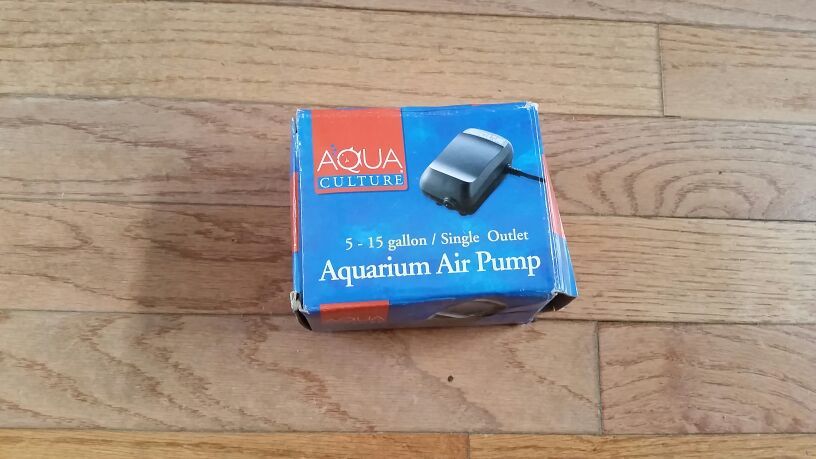 AQUA
CULTURE
5 - 15 gallon / Single Outlet
Aquarium Air Pump
AQUA